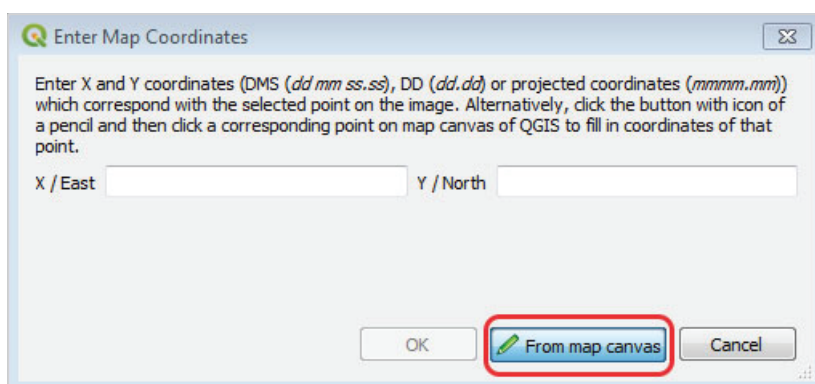 Enter Map Coordinates
Enter X and Y coordinates (DMS (dd mm ss.ss), DD (dd.dd) or projected coordinates (mmmm.mm))
which correspond with the selected point on the image. Alternatively, click the button with icon of
a pencil and then click a corresponding point on map canvas of QGIS to fill in coordinates of that
point.
X / East Y / North
OK From map canvas Cancel